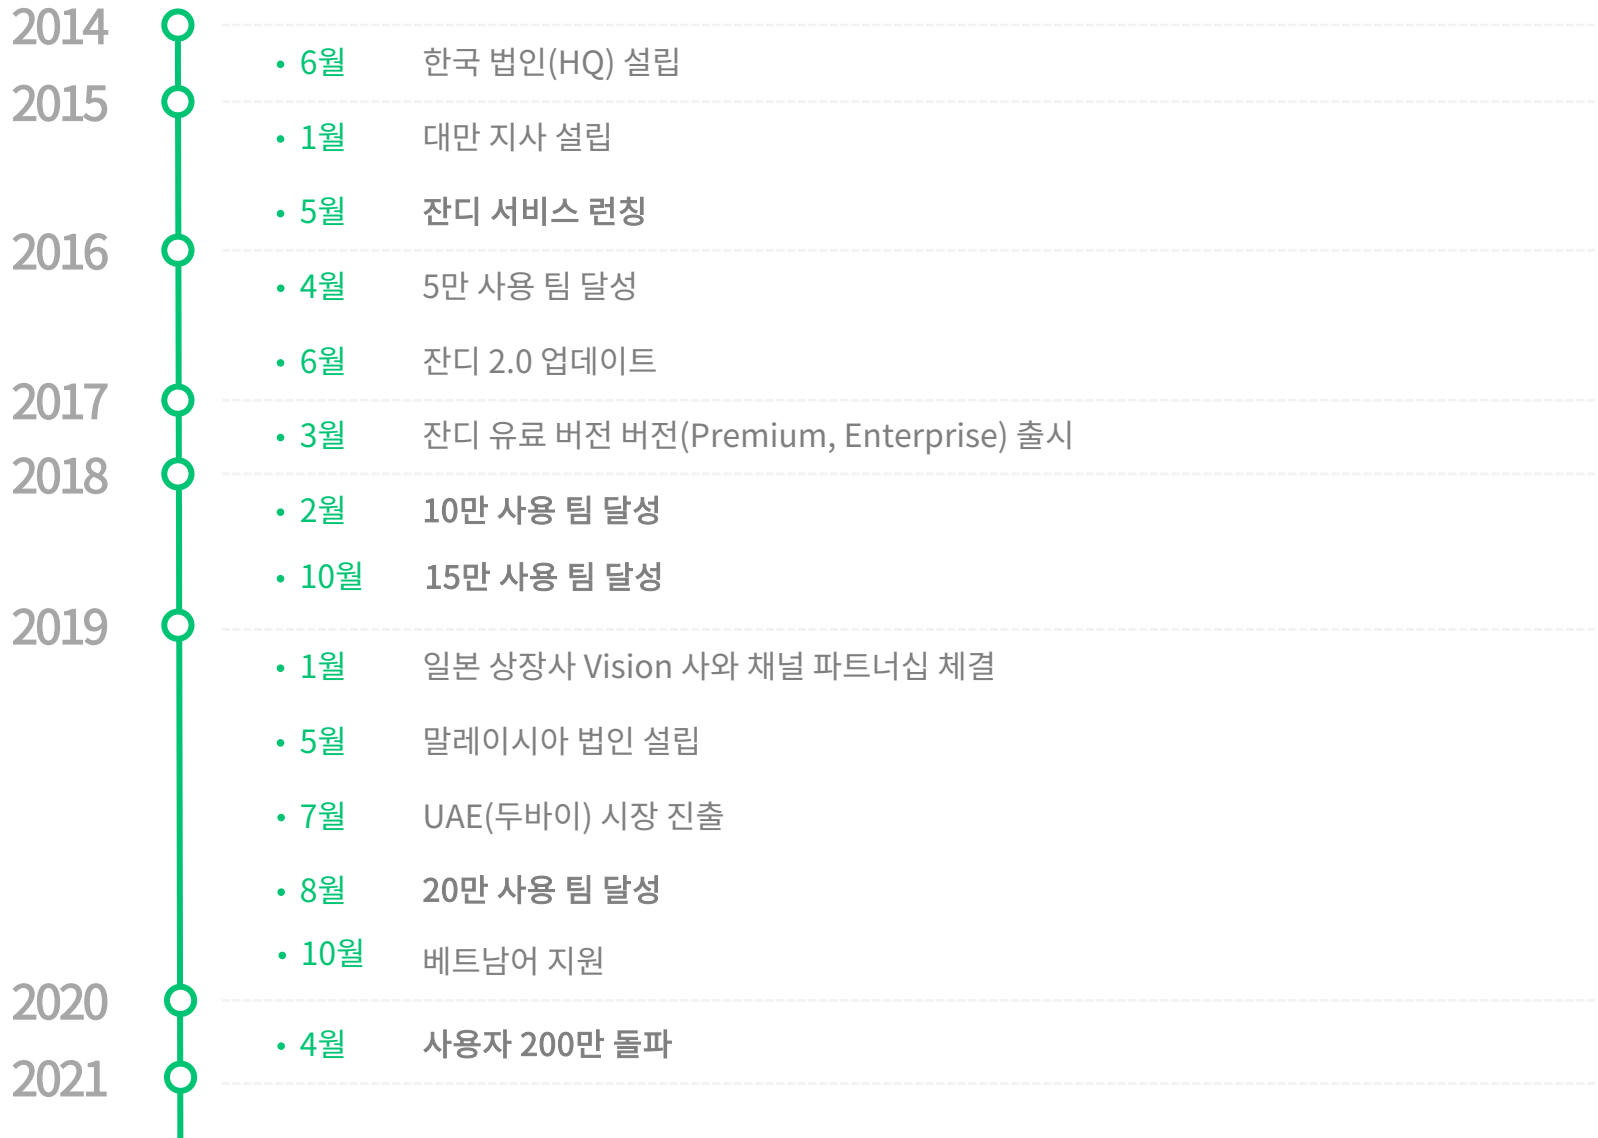 2014
• 6월 한국 법인(HQ) 설립
2015
• 1월 대만 지사 설립
• 5월 잔디 서비스 런칭
2016
• 4월 5만 사용 팀 달성
• 6월 잔디 2.0 업데이트
2017
• 3월 잔디 유료 버전 버전(Premium, Enterprise) 출시
2018
• 2월 10만 사용 팀 달성
• 10월 15만 사용 팀 달성
2019
• 1월 일본 상장사 Vision 사와 채널 파트너십 체결
• 5월 말레이시아 법인 설립
• 7월 UAE(두바이) 시장 진출
• 8월 20만 사용 팀 달성
• 10월 베트남어 지원
2020
• 4월 사용자 200만 돌파
2021